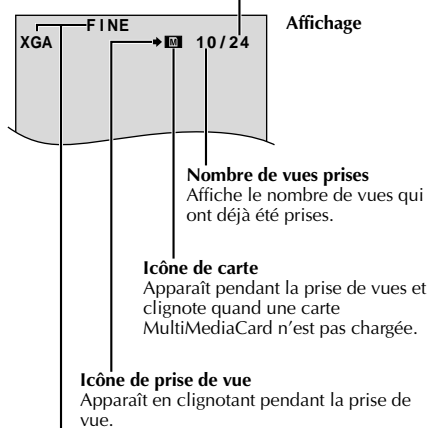 Affichage
FINE
XGA
10/24
Nombre de vues prises
Affiche le nombre de vues qui
ont déjà été prises.
Icône de carte
Apparaît pendant la prise de vues et
clignote quand une carte
MultiMediaCard n’est pas chargée.
Icône de prise de vue
Apparaît en clignotant pendant la prise de
vue.